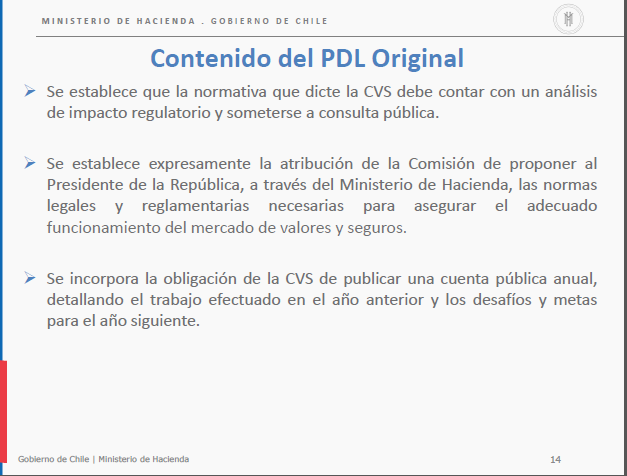 MINISTERIO DE HACIENDA . GOBIERNO DE CHILE
Contenido del PDL Original
Se establece que la normativa que dicte la CVS debe contar con un análisis
de impacto regulatorio y someterse a consulta pública.
Se establece expresamente la atribución de la Comisión de proponer al
Presidente de la República, a través del Ministerio de Hacienda, las normas
legales y reglamentarias necesarias para asegurar el adecuado
funcionamiento del mercado de valores y seguros.
Se incorpora la obligación de la CVS de publicar una cuenta pública anual,
detallando el trabajo efectuado en el año anterior y los desafíos y metas
para el año siguiente.
Gobierno de Chile | Ministerio de Hacienda
14